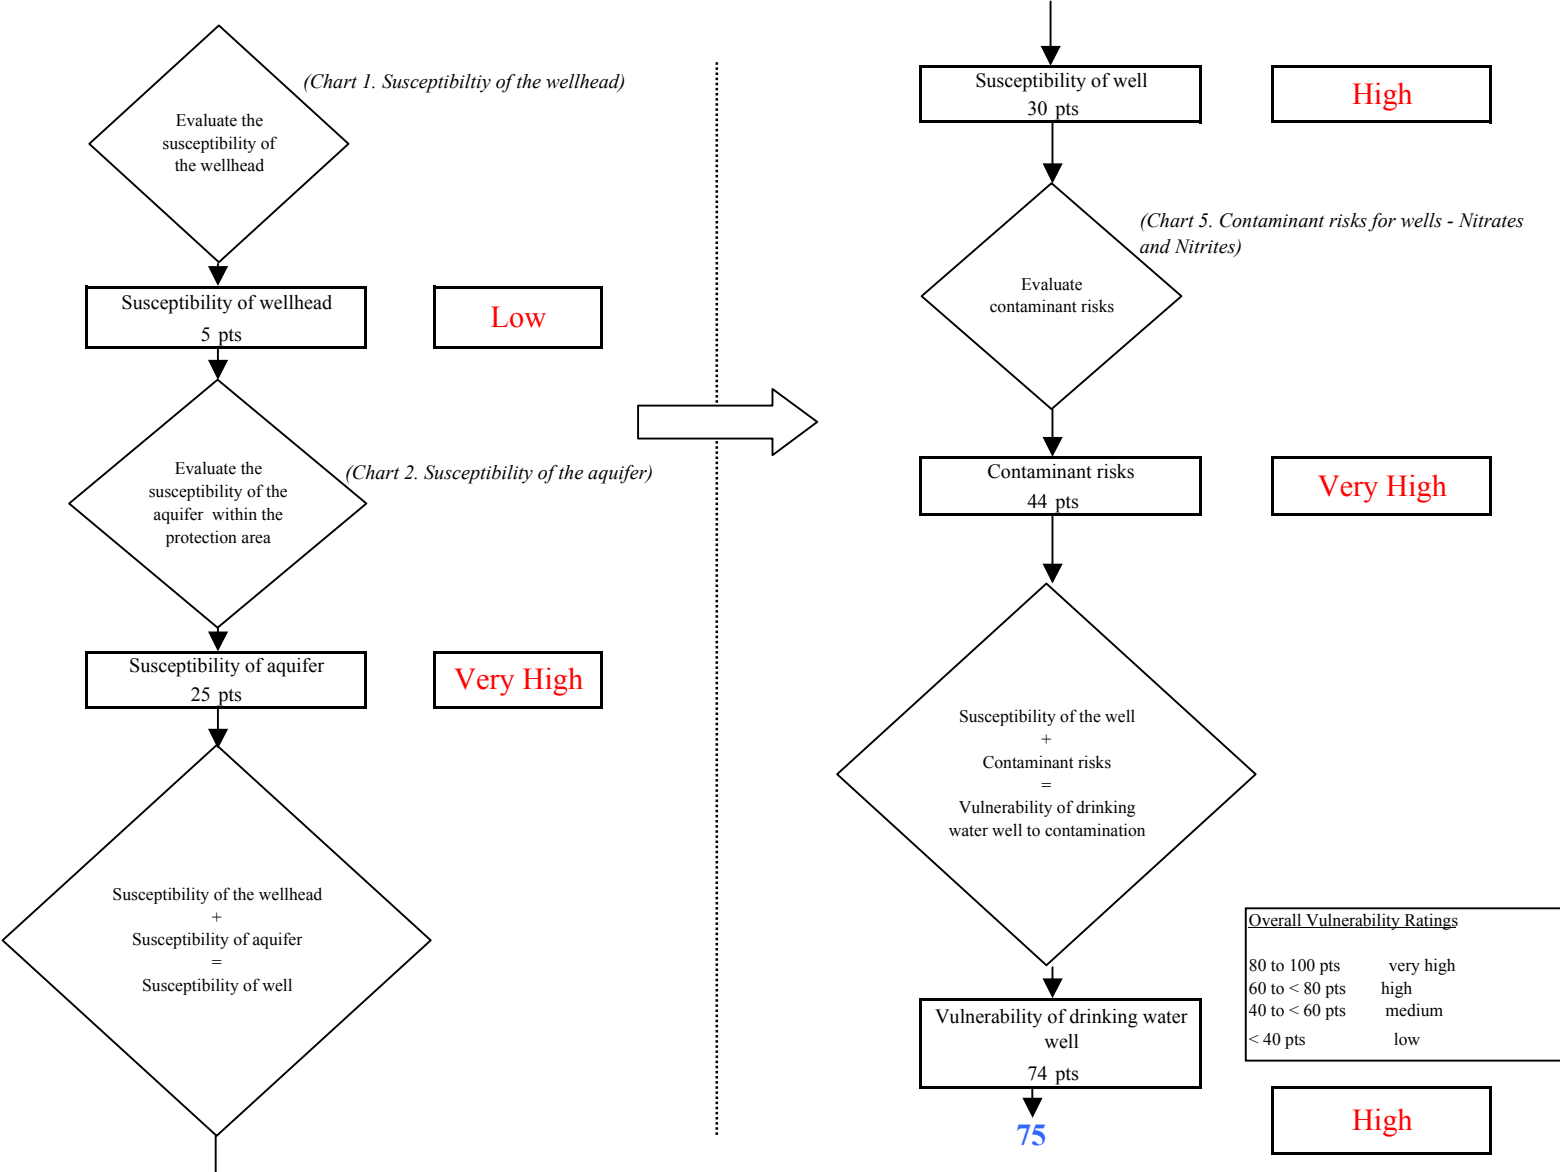 (Chart 1. Susceptibiltiy of the wellhead)
Evaluate the
susceptibility of
the wellhead
Susceptibility of wellhead
5 pts
Low
Evaluate the
susceptibility of the
aquifer within the
protection area
(Chart 2. Susceptibility of the aquifer)
Susceptibility of aquifer
25 pts
Very High
Susceptibility of the wellhead
+
Susceptibility of aquifer
=
Susceptibility of well
Susceptibility of well
30 pts
High
(Chart 5. Contaminant risks for wells - Nitrates
and Nitrites)
Evaluate
contaminant risks
Contaminant risks
44 pts
Very High
Susceptibility of the well
+
Contaminant risks
=
Vulnerability of drinking
water well to contamination
Overall Vulnerability Ratings
80 to 100 pts very high
60 to < 80 pts high
40 to < 60 pts medium
< 40 pts low
Vulnerability of drinking water
well
74 pts
75
High